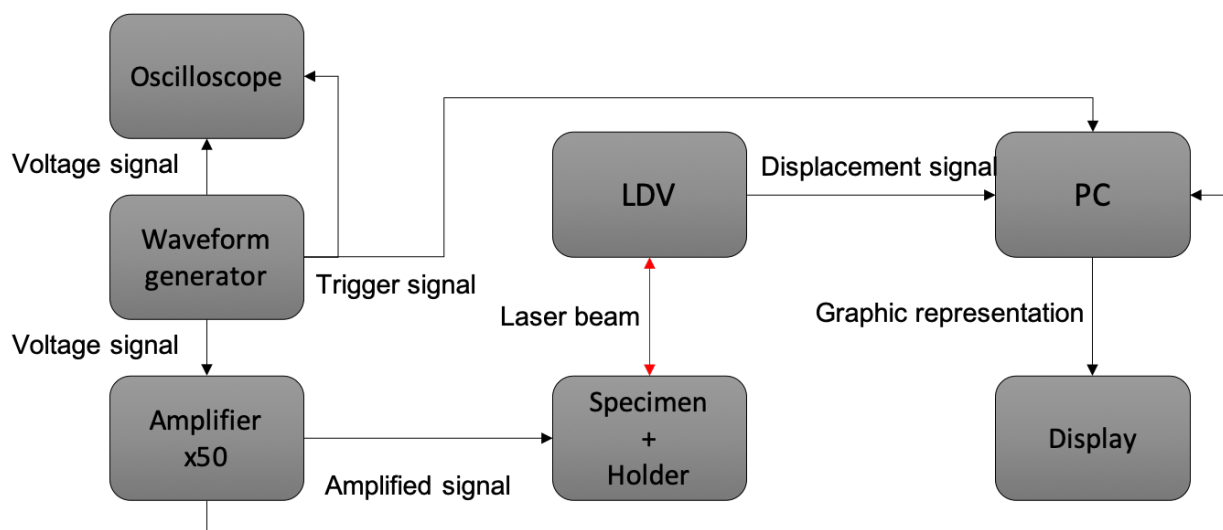 Oscilloscope
Voltage signal
Waveform
generator
Trigger signal
Voltage signal
Amplifier
x50
Amplified signal
LDV
Displacement signal
PC
Laser beam
Graphic representation
Specimen
+
Holder
Display